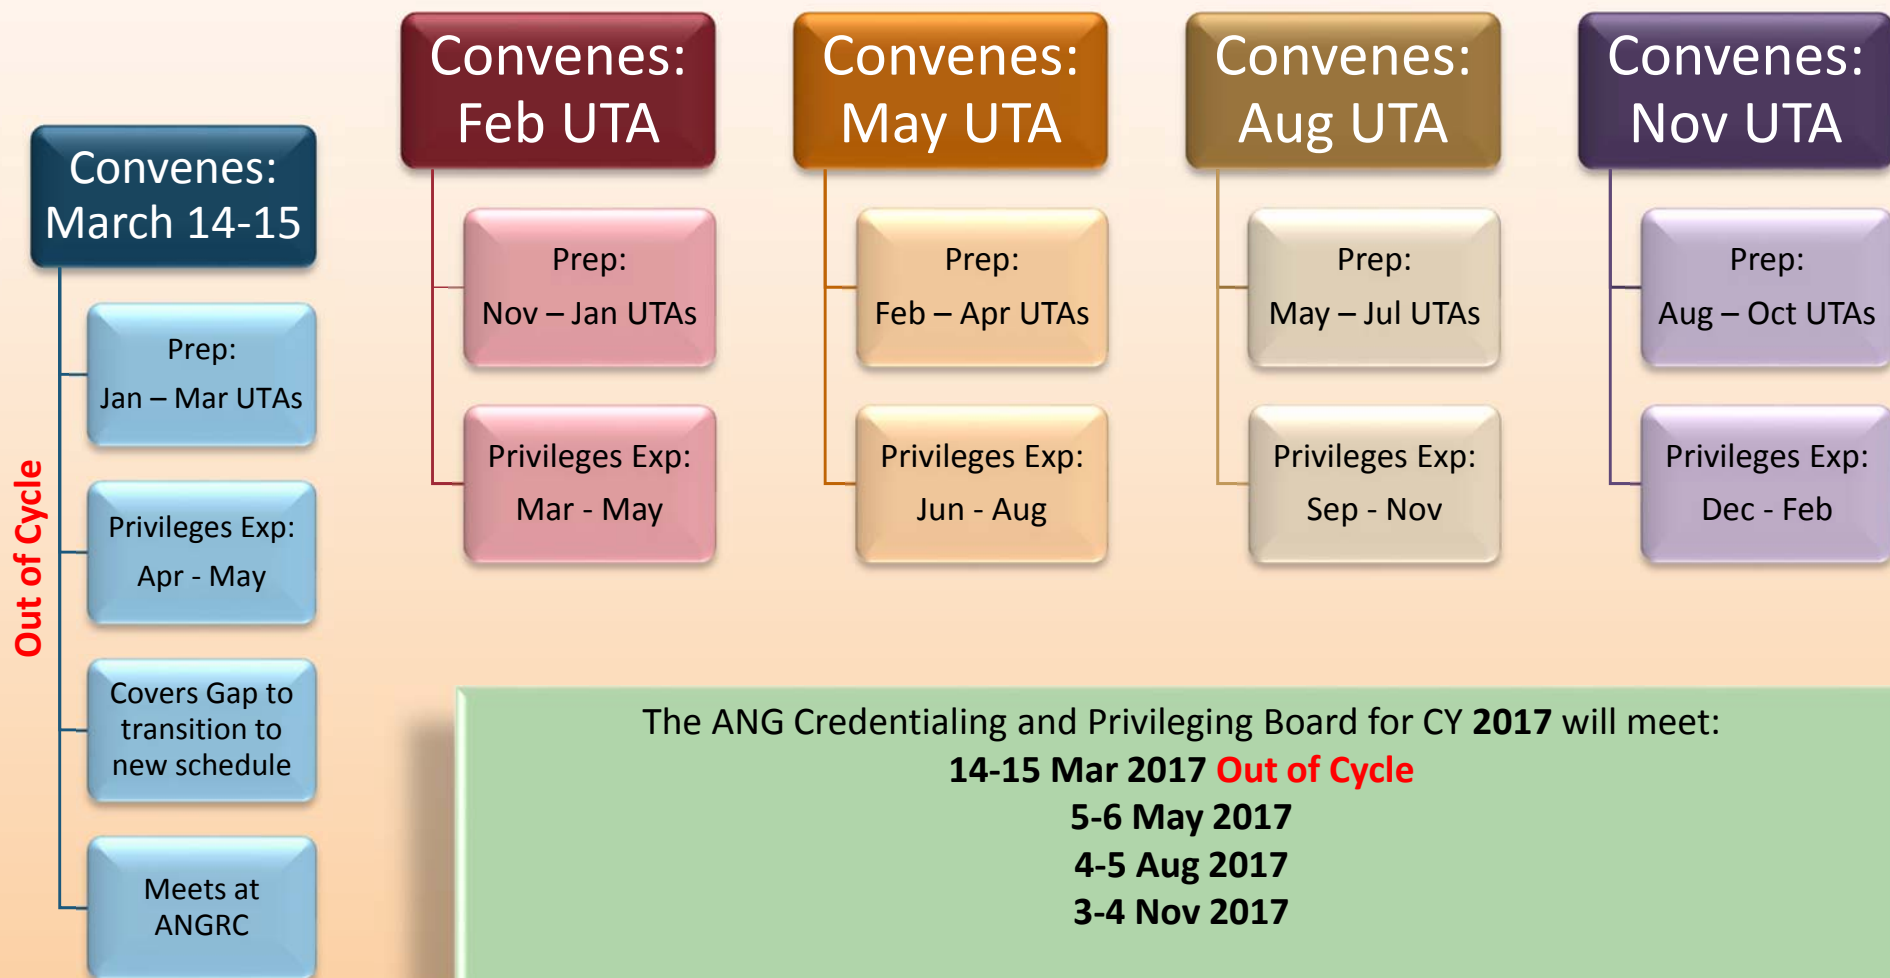 Out of Cycle
Convenes:
March 14-15
Prep:
Jan – Mar UTAs
Privileges Exp:
Apr - May
Covers Gap to
transition to
new schedule
Meets at
ANGRC
Convenes:
Feb UTA
Prep:
Nov – Jan UTAs
Privileges Exp:
Mar - May
Convenes:
May UTA
Prep:
Feb – Apr UTAs
Privileges Exp:
Jun - Aug
Convenes:
Aug UTA
Prep:
May – Jul UTAs
Privileges Exp:
Sep - Nov
Convenes:
Nov UTA
Prep:
Aug – Oct UTAs
Privileges Exp:
Dec - Feb
The ANG Credentialing and Privileging Board for CY 2017 will meet:
14-15 Mar 2017 Out of Cycle
5-6 May 2017
4-5 Aug 2017
3-4 Nov 2017